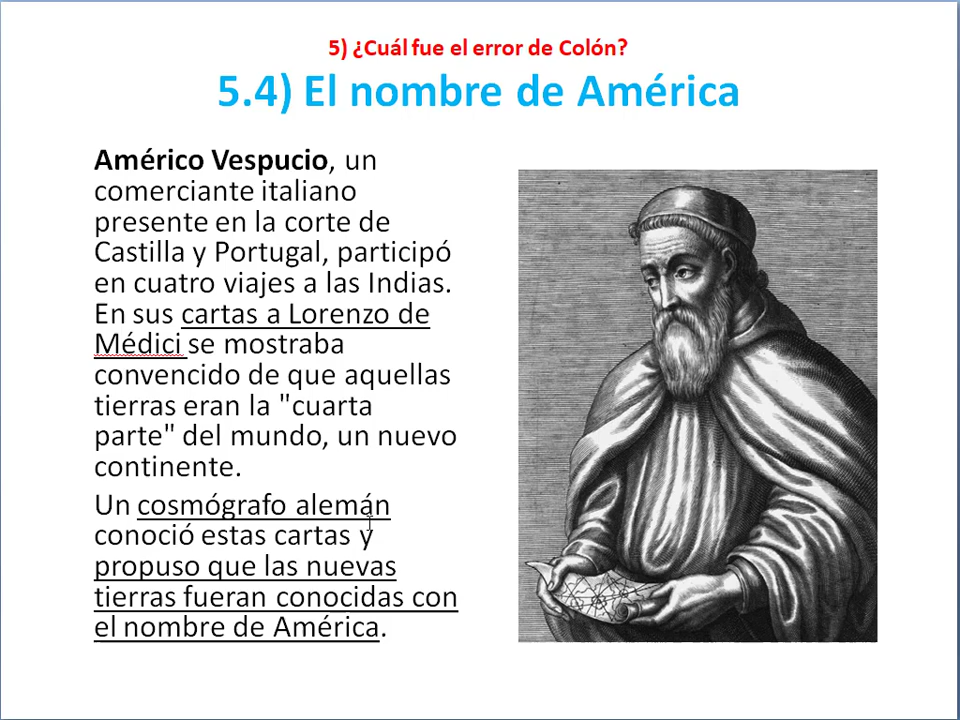 5) ¿Cuál fue el error de Colón?
5.4) El nombre de América
Américo Vespucio, un
comerciante italiano
presente en la corte de
Castilla y Portugal, participó
en cuatro viajes a las Indias.
En sus cartas a Lorenzo de
Médici se mostraba
convencido de que aquellas
tierras eran la "cuarta
parte" del mundo, un nuevo
continente.
Un cosmógrafo alemán
conoció estas cartas y
propuso que las nuevas
tierras fueran conocidas con
el nombre de América.